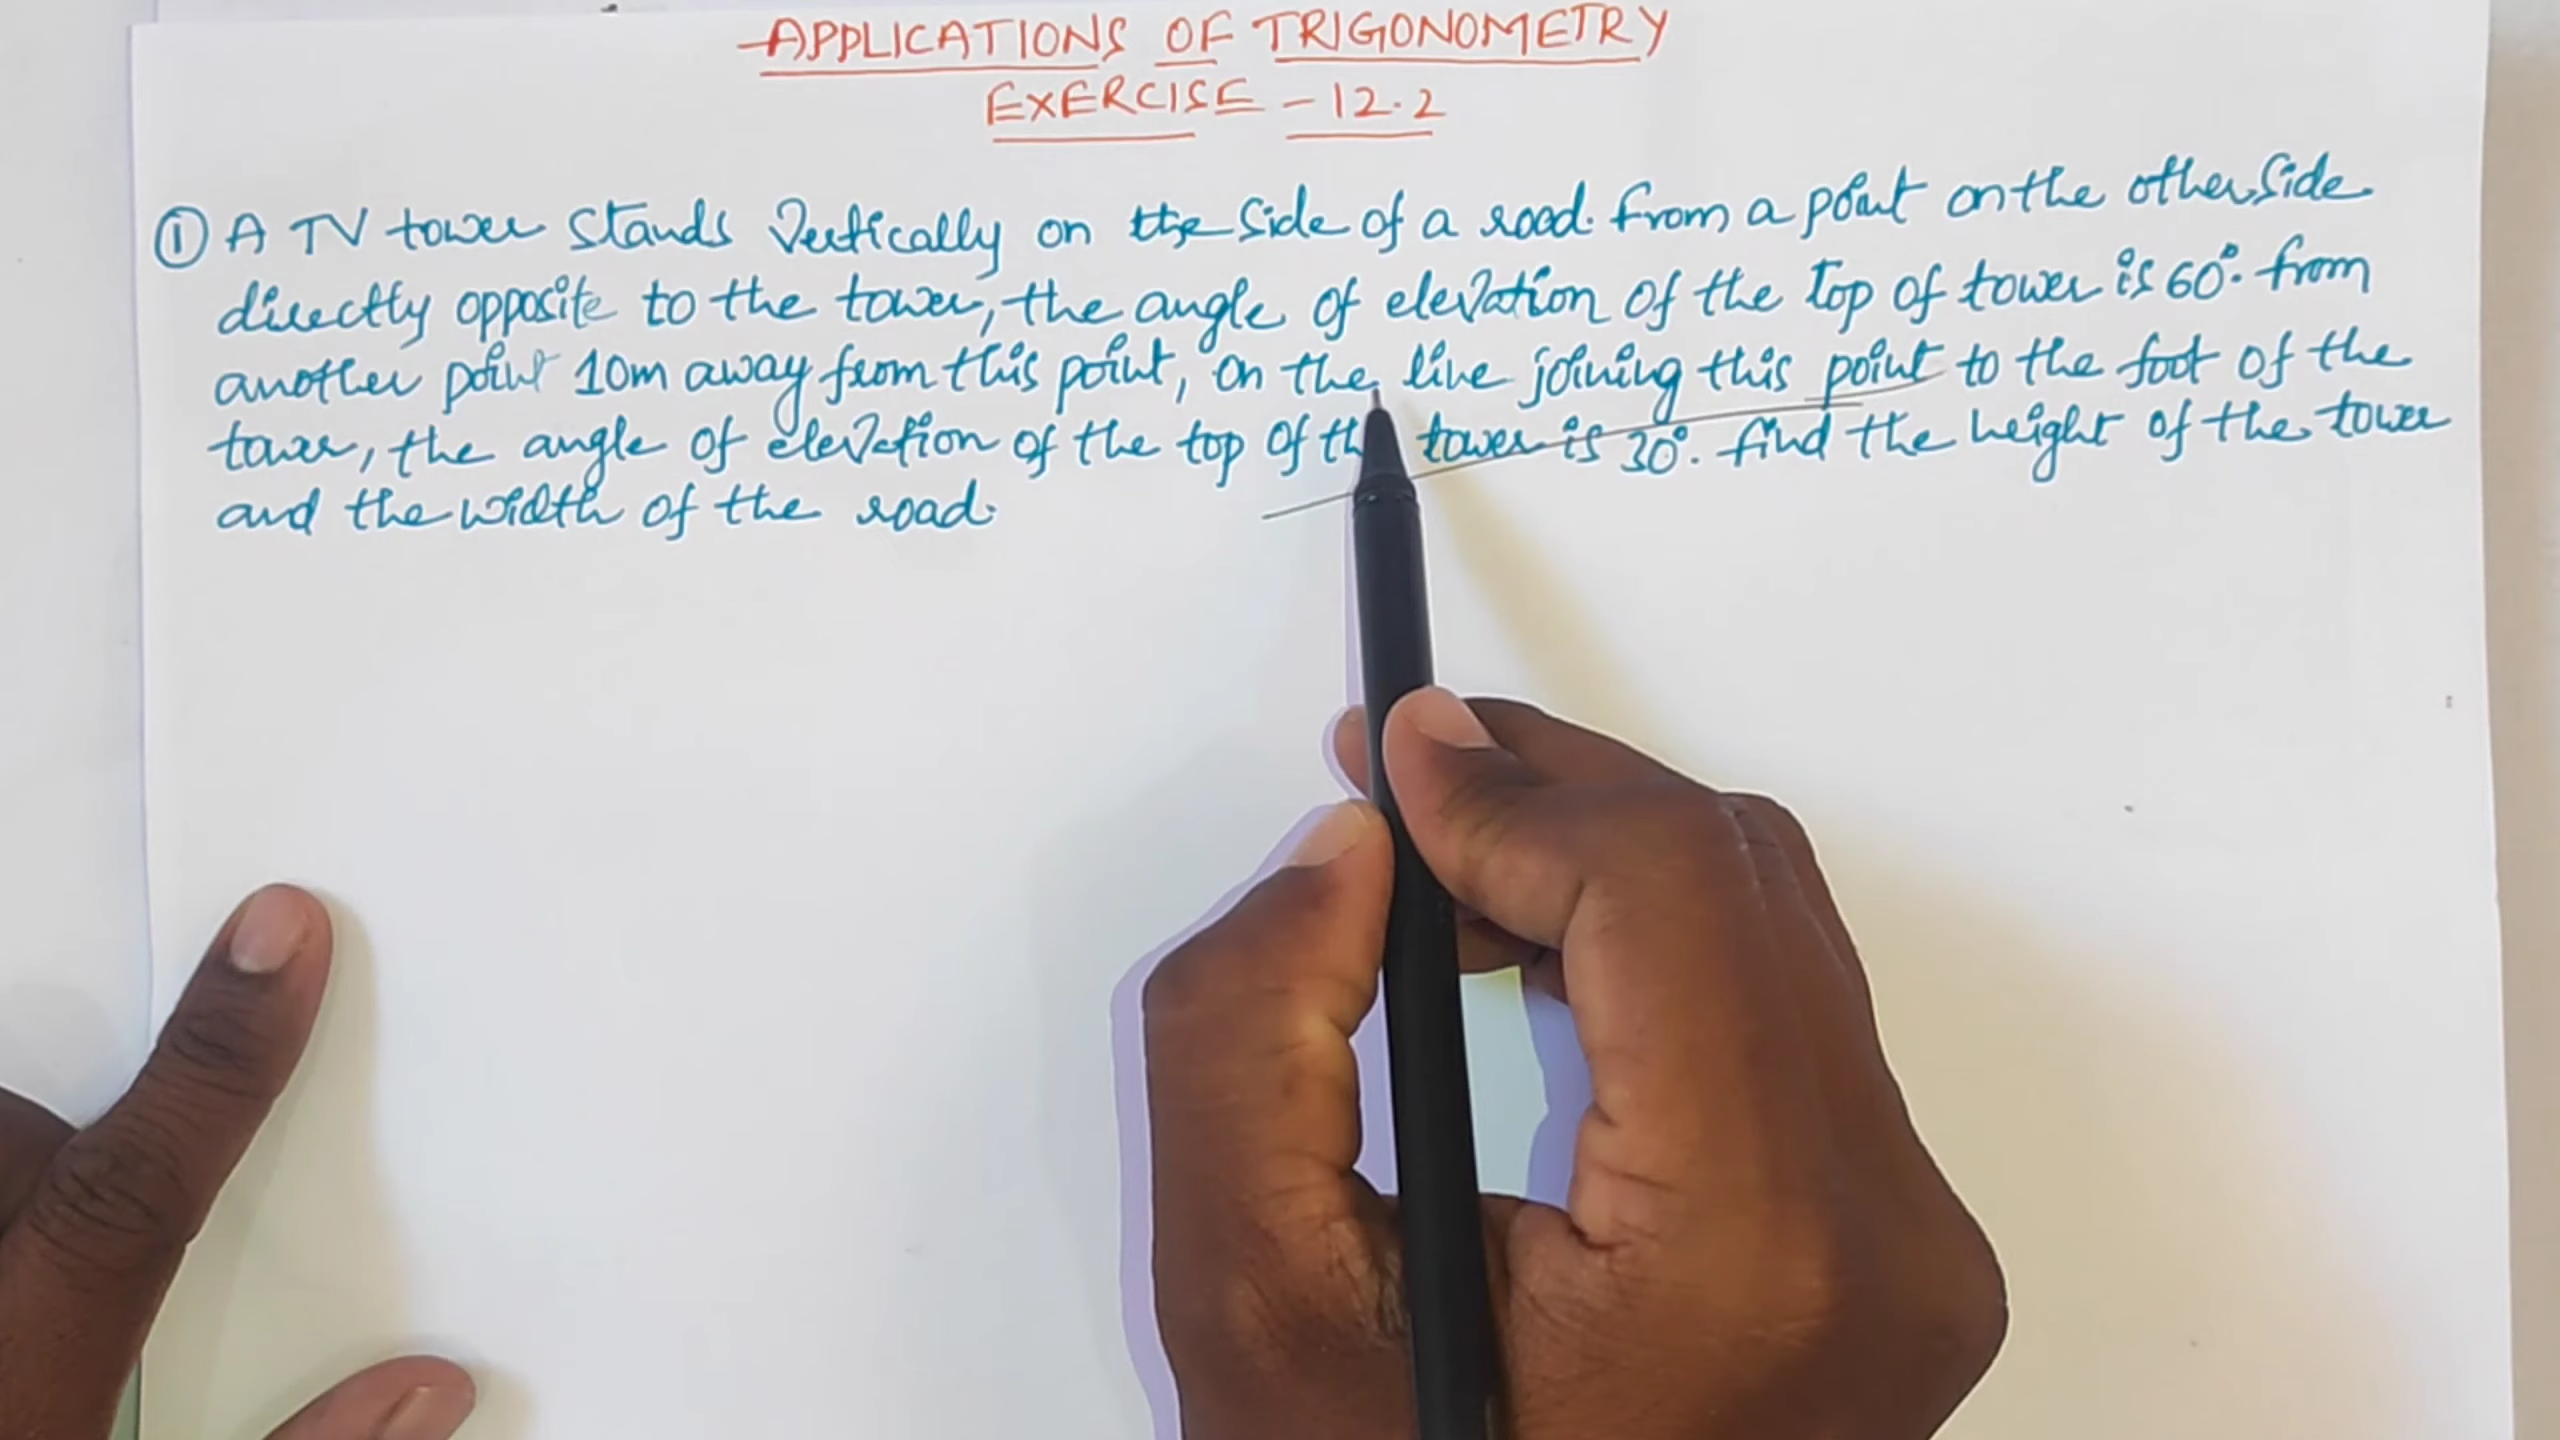 APPLICATIONS OF TRIGONOMETRY
EXERCISE - 12.2
① A TV tower stands Vertically on the side of a road. from a point on the other side
directly opposite to the tower, the angle of elevation of the top of tower is 60°. from
another point 10m away from this point, on the line joining this point to the foot of the
tower, the angle of elevation of the top of th tower is 30°. find the height of the tower
and the width of the road.